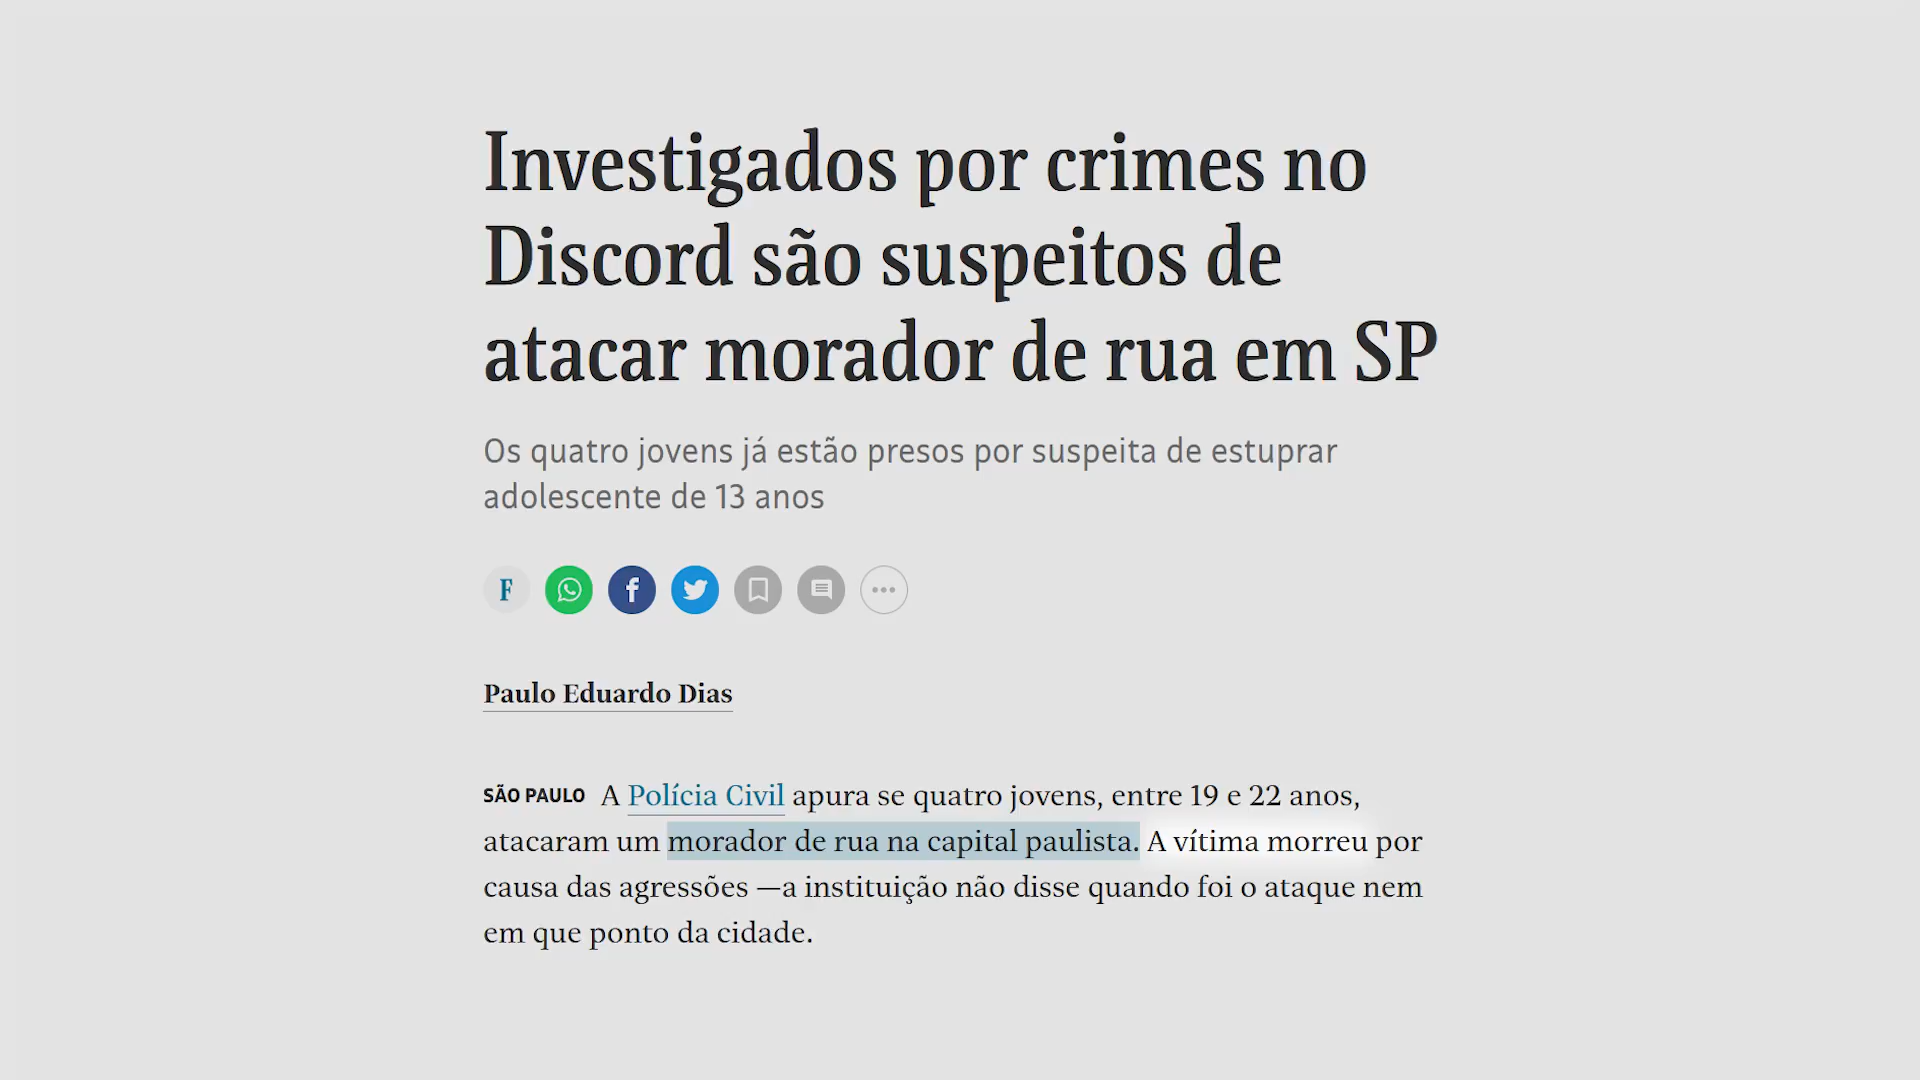 Investigados por crimes no
Discord são suspeitos de
atacar morador de rua em SP
Os quatro jovens já estão presos por suspeita de estuprar
adolescente de 13 anos
F
Paulo Eduardo Dias
SÃO PAULO A Polícia Civil apura se quatro jovens, entre 19 e 22 anos,
atacaram um morador de rua na capital paulista. A vítima morreu por
causa das agressões —a instituição não disse quando foi o ataque nem
em que ponto da cidade.